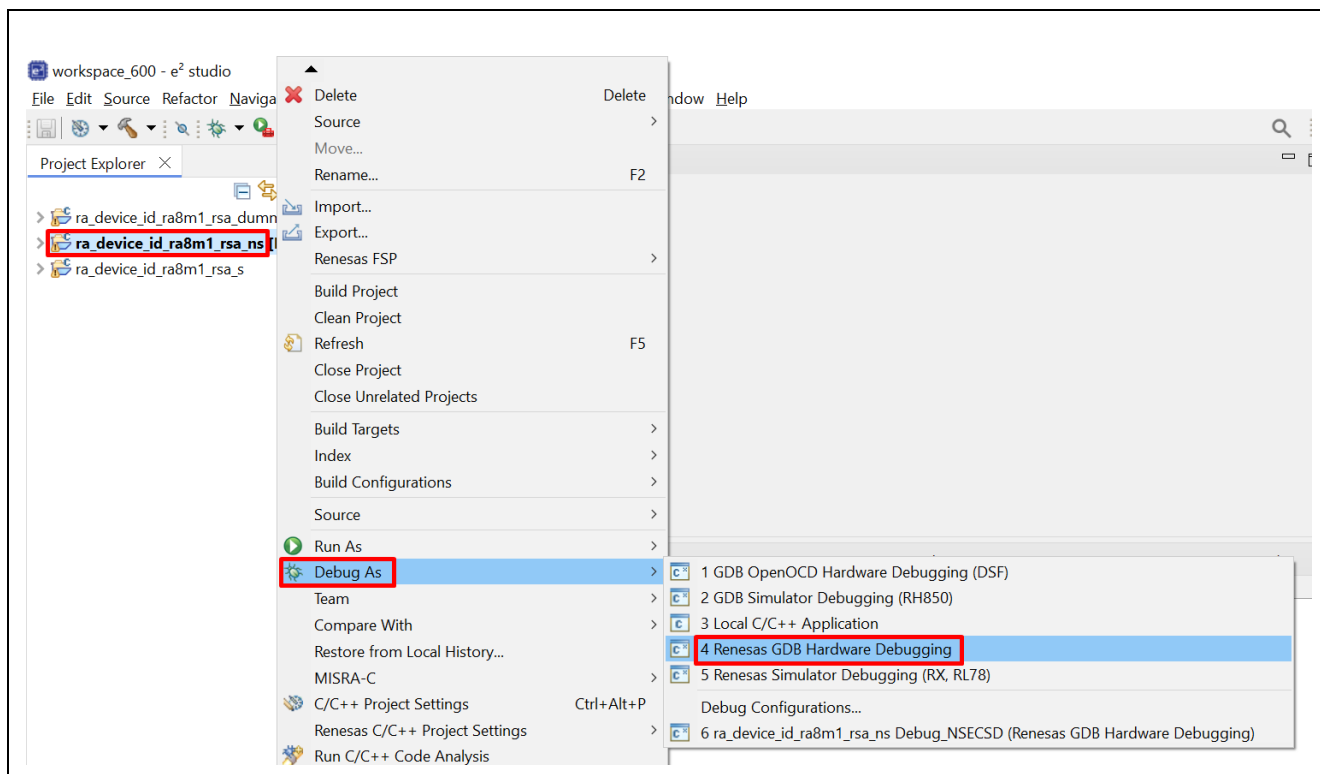 workspace_600 - e² studio
File Edit Source Refactor Naviga ndow Help
Project Explorer
ra_device_id_ra8m1_rsa_dumm
ra_device_id_ra8m1_rsa_ns
ra_device_id_ra8m1_rsa_s
Delete Delete
Source
Move...
Rename... F2
Import...
Export...
Renesas FSP
Build Project
Clean Project
Refresh F5
Close Project
Close Unrelated Projects
Build Targets
Index
Build Configurations
Source
Run As
Debug As
Team
Compare With
Restore from Local History...
MISRA-C
C/C++ Project Settings Ctrl+Alt+P
Renesas C/C++ Project Settings
Run C/C++ Code Analysis
1 GDB OpenOCD Hardware Debugging (DSF)
2 GDB Simulator Debugging (RH850)
3 Local C/C++ Application
4 Renesas GDB Hardware Debugging
5 Renesas Simulator Debugging (RX, RL78)
Debug Configurations...
6 ra_device_id_ra8m1_rsa_ns Debug_NSECSD (Renesas GDB Hardware Debugging)